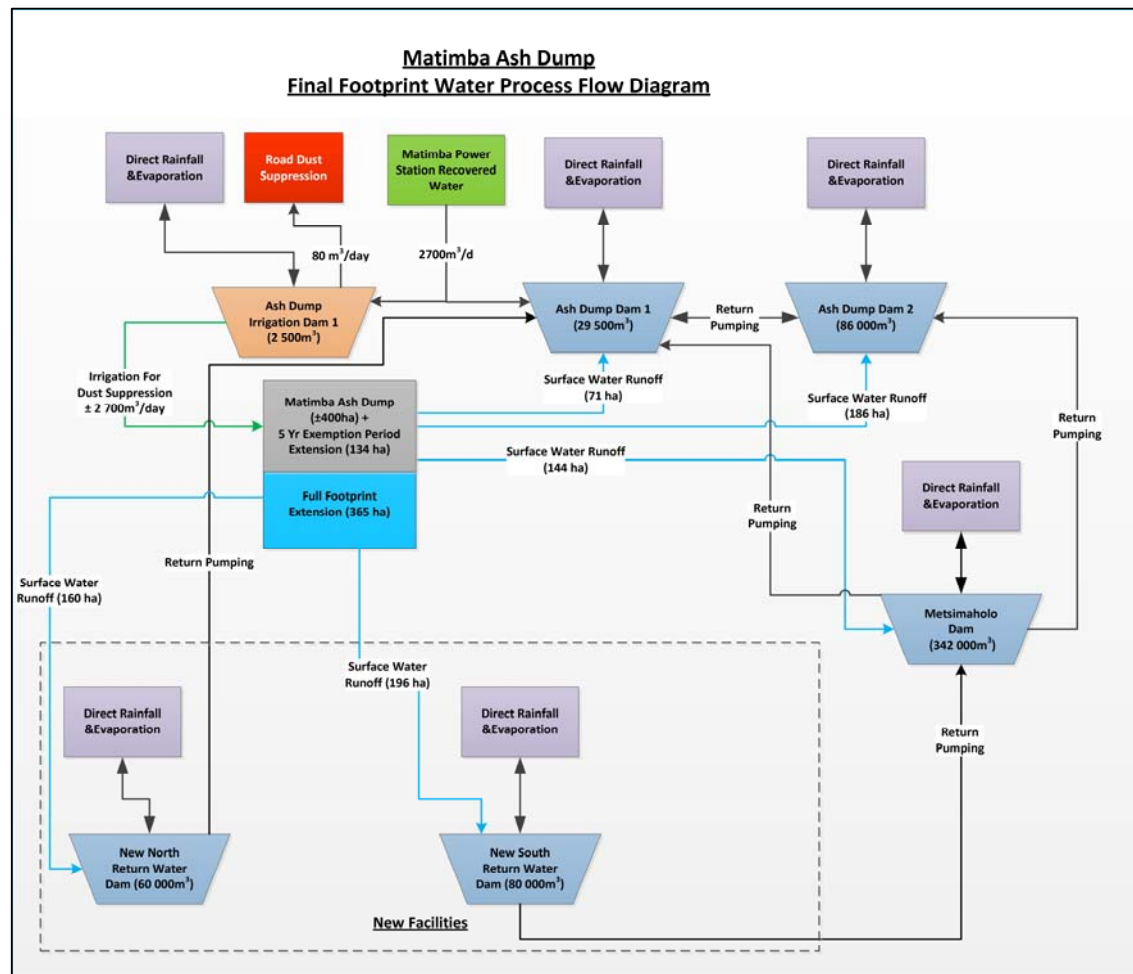 Matimba Ash Dump
Final Footprint Water Process Flow Diagram
Direct Rainfall
&Evaporation
Road Dust
Suppression
Matimba Power
Station Recovered
Water
Direct Rainfall
&Evaporation
Direct Rainfall
&Evaporation
80 m³/day
2700m³/d
Ash Dump
Irrigation Dam 1
(2 500m³)
Ash Dump Dam 1
(29 500m³)
Return
Pumping
Ash Dump Dam 2
(86 000m³)
Irrigation For
Dust Suppression
± 2 700m³/day
Surface Water Runoff
(71 ha)
Surface Water Runoff
(186 ha)
Matimba Ash Dump
(±400ha) +
5 Yr Exemption Period
Extension (134 ha)
Surface Water Runoff
(144 ha)
Return
Pumping
Full Footprint
Extension (365 ha)
Return
Pumping
Direct Rainfall
&Evaporation
Return Pumping
Surface Water
Runoff (160 ha)
Metsimaholo
Dam
(342 000m³)
Surface Water
Runoff (196 ha)
Direct Rainfall
&Evaporation
Direct Rainfall
&Evaporation
Return
Pumping
New North
Return Water
Dam (60 000m³)
New South
Return Water
Dam (80 000m³)
New Facilities